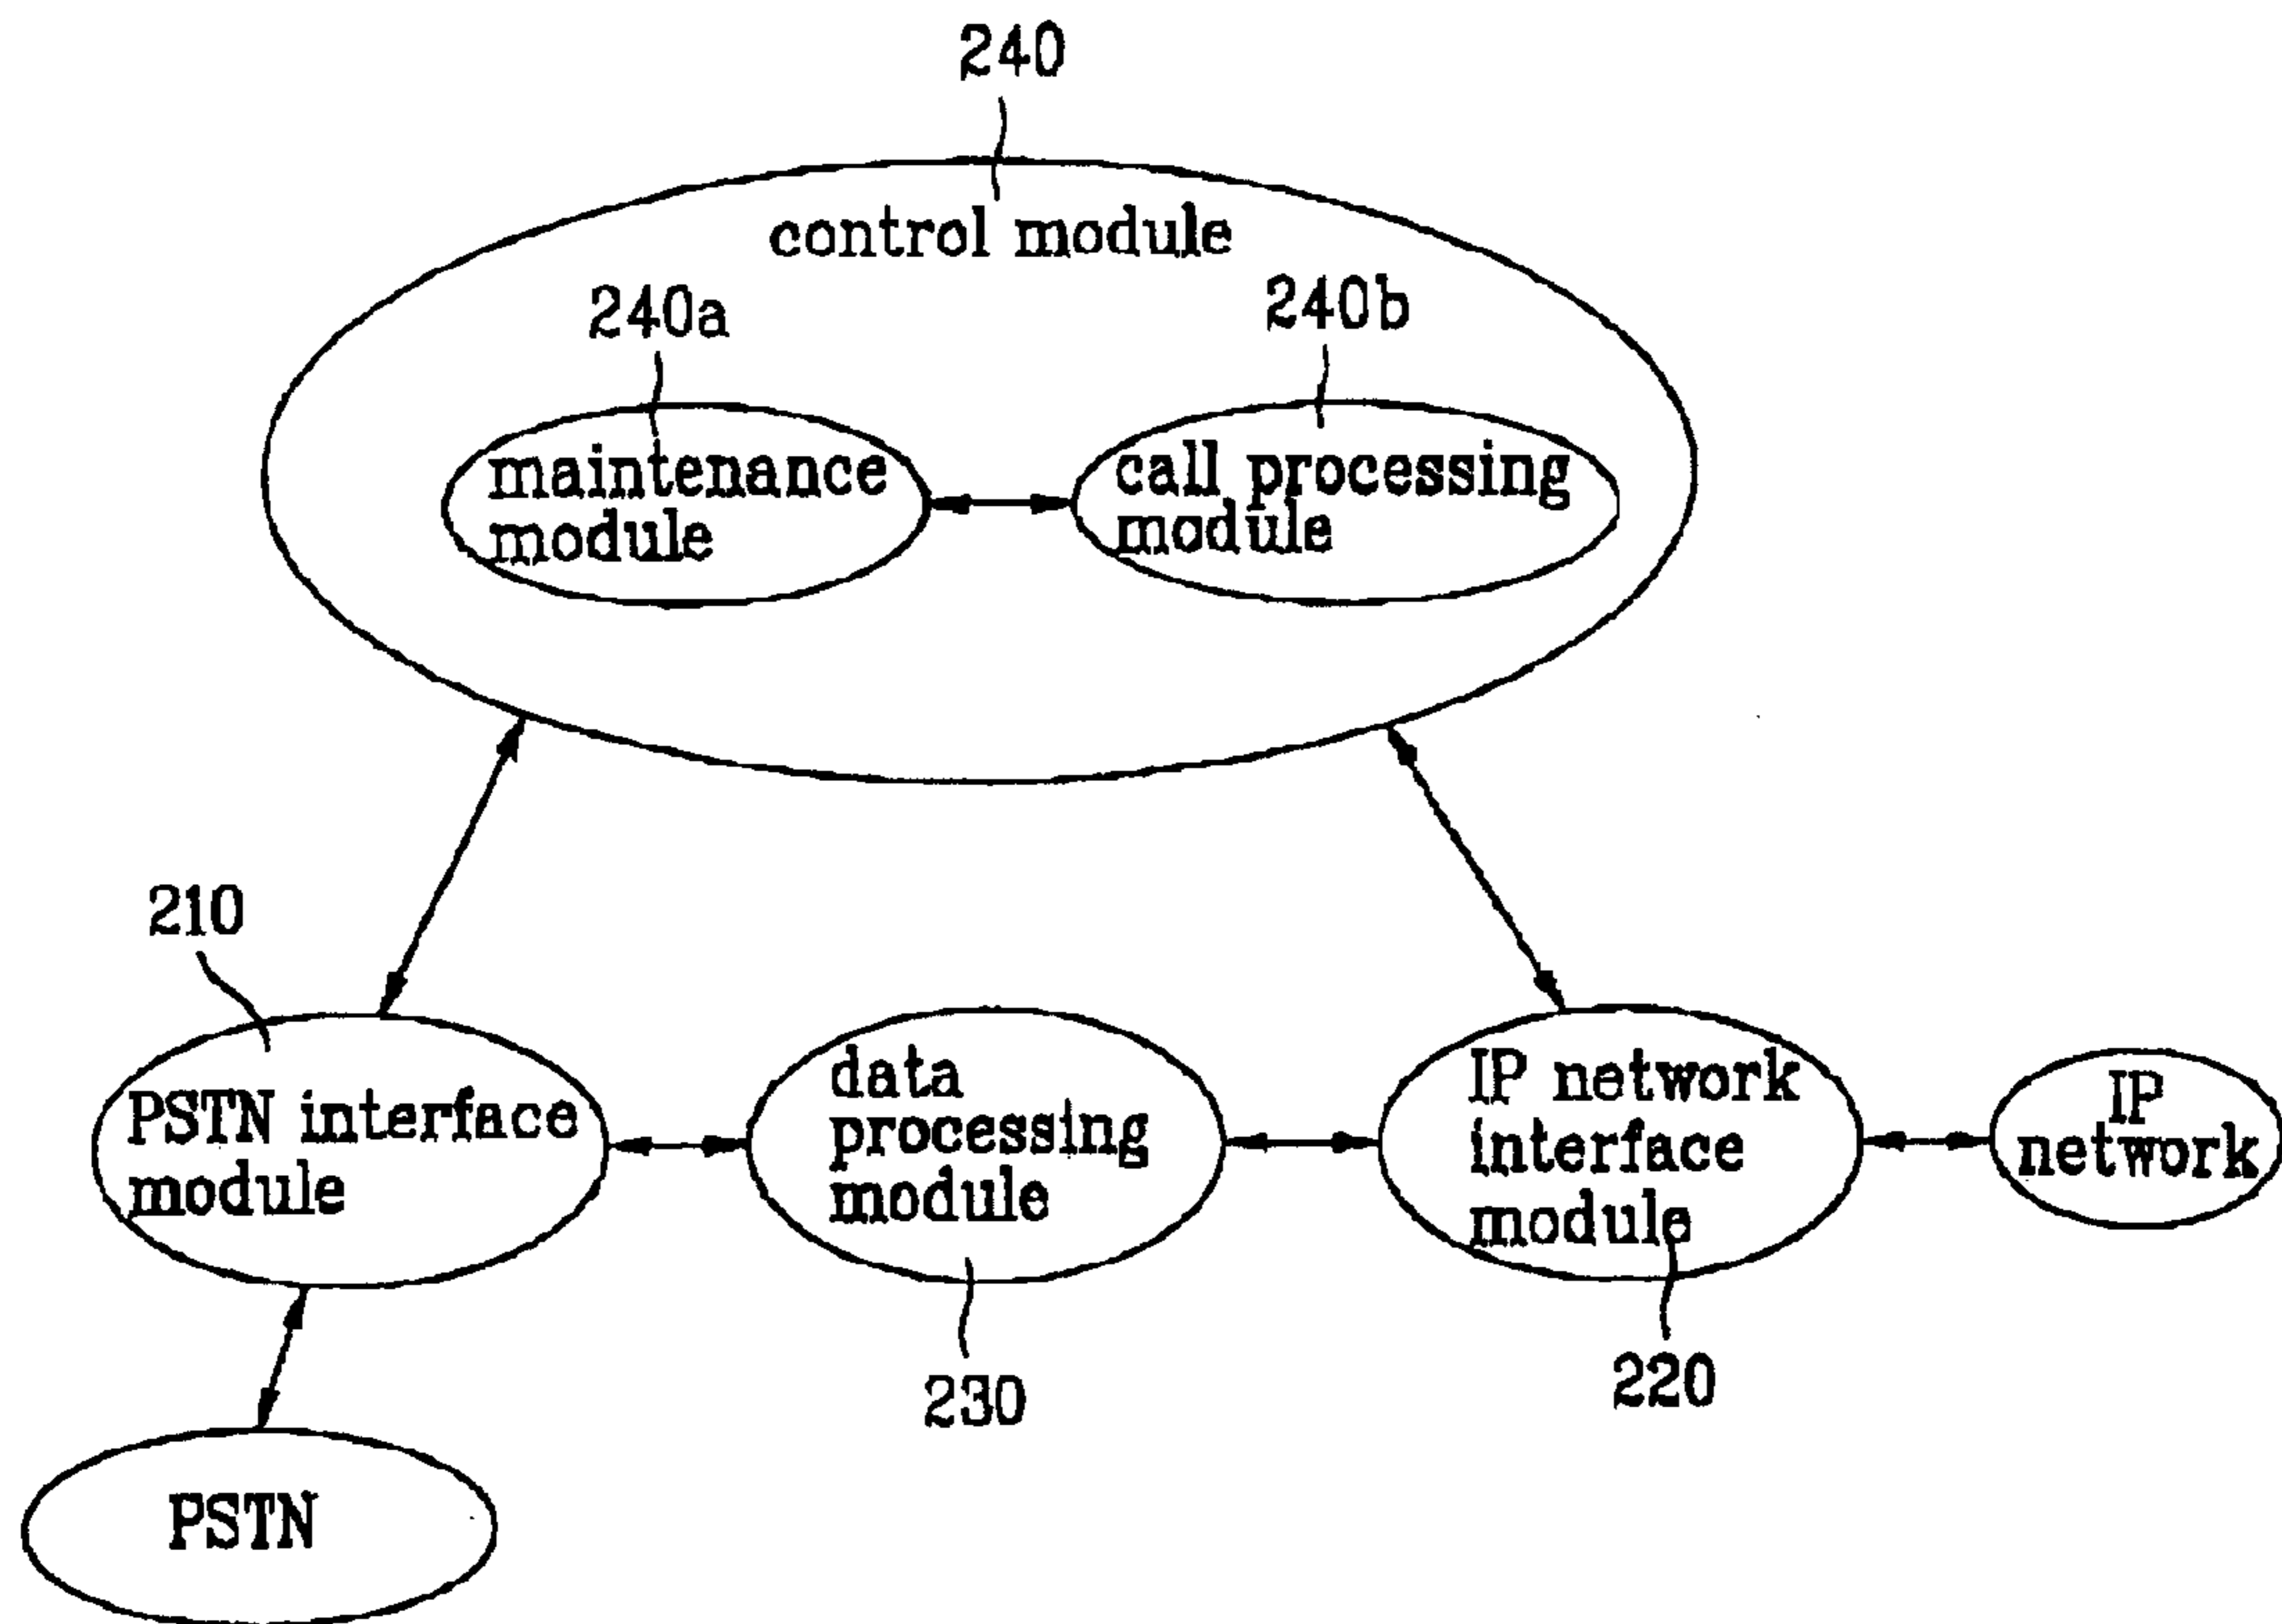 240
control module
240a
240b
maintenance
module
call processing
module
210
PSTN interface
module
data
processing
module
IP network
interface
module
IP
network
230
220
PSTN